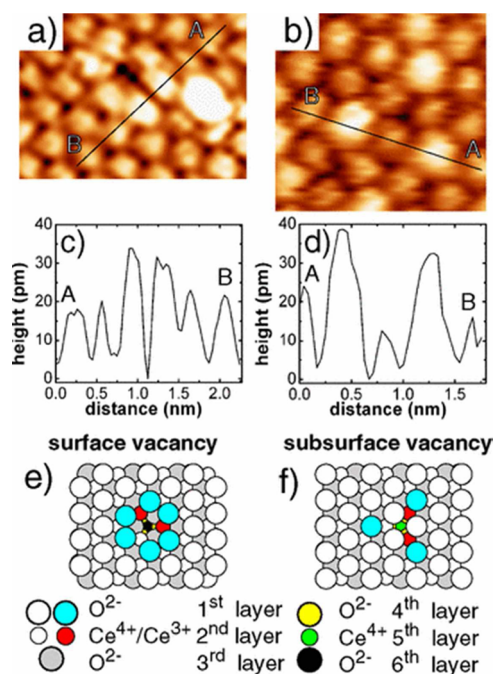 a)
A
B
b)
B
A
c)
d)
40
30
20
10
0
height (pm)
A
B
0.0 0.5 1.0 1.5 2.0
distance (nm)
40
30
20
10
0
height (pm)
A
B
0.0 0.5 1.0 1.5
distance (nm)
surface vacancy
subsurface vacancy
e)
f)
O2- 1st layer
Ce4+/Ce3+ 2nd layer
O2- 3rd layer
O2- 4th layer
Ce4+ 5th layer
O2- 6th layer